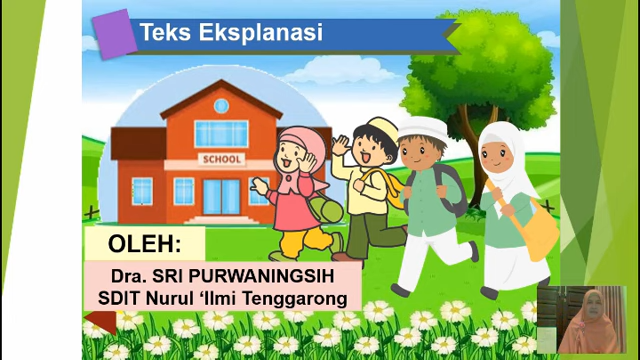 Teks Eksplanasi
SCHOOL
OLEH:
Dra. SRI PURWANINGSIH
SDIT Nurul ‘Ilmi Tenggarong